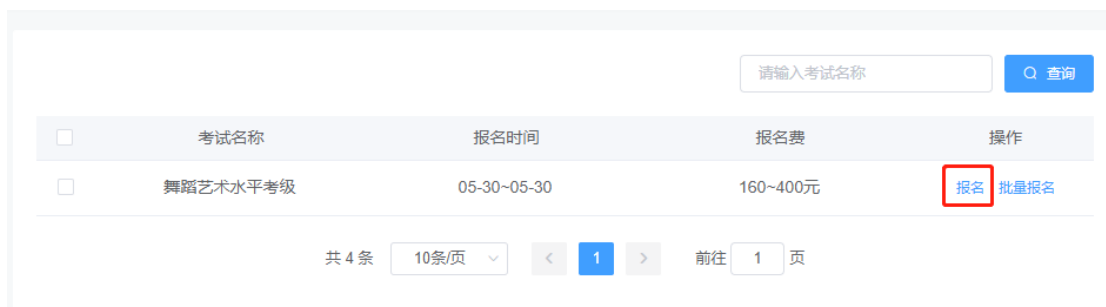 请输入考试名称 查询
考试名称 报名时间 报名费 操作
舞蹈艺术水平考级 05-30~05-30 160~400元 报名 批量报名
共 4 条 10条/页 < 1 > 前往 1 页